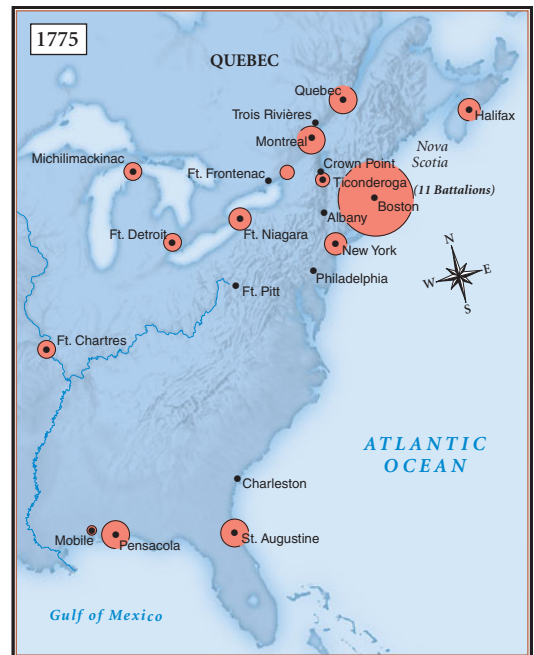 1775
QUEBEC
Quebec
Trois Rivières
Halifax
Montreal
Nova
Scotia
Michilimackinac
Crown Point
Ft. Frontenac
Ticonderoga
(11 Battalions)
Boston
Albany
Ft. Detroit
Ft. Niagara
New York
N
W
E
S
Philadelphia
Ft. Pitt
Ft. Chartres
ATLANTIC
OCEAN
Charleston
Mobile
Pensacola
St. Augustine
Gulf of Mexico